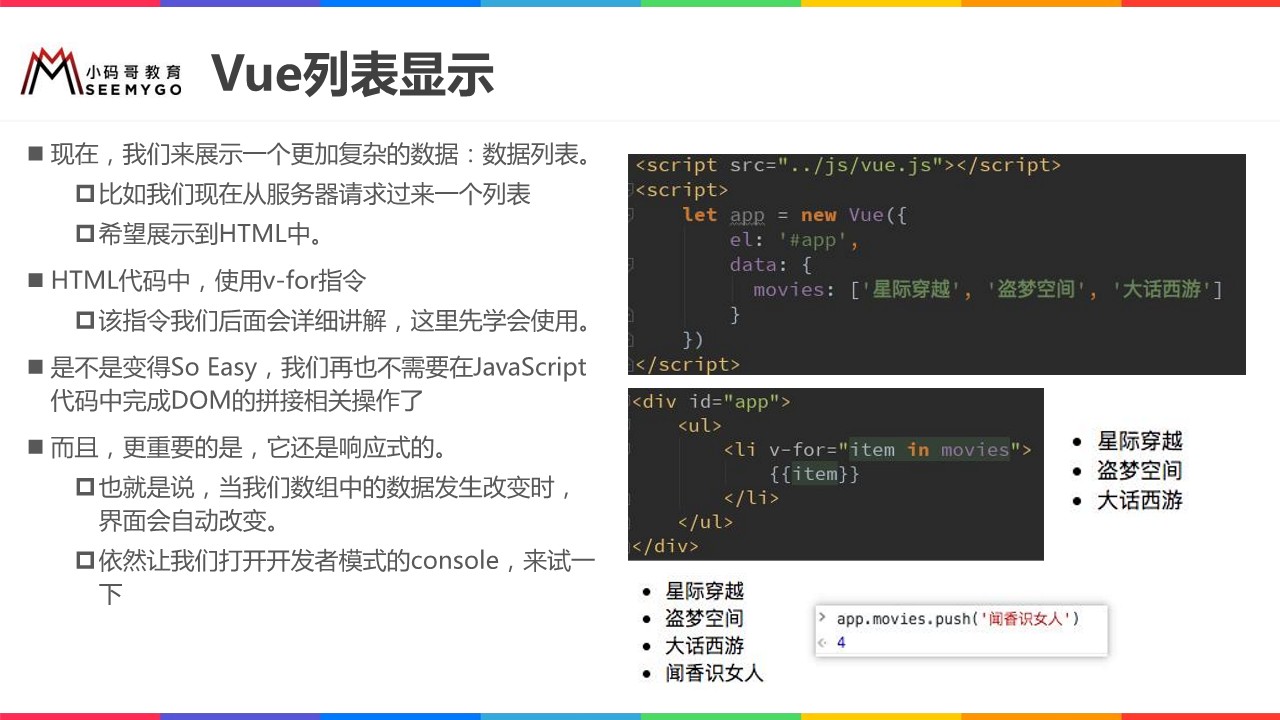 小码哥教育
SEEMYGO
Vue列表显示
现在，我们来展示一个更加复杂的数据：数据列表。
比如我们现在从服务器请求过来一个列表
希望展示到HTML中。
HTML代码中，使用v-for指令
该指令我们后面会详细讲解，这里先学会使用。
是不是变得So Easy，我们再也不需要在JavaScript
代码中完成DOM的拼接相关操作了
而且，更重要的是，它还是响应式的。
也就是说，当我们数组中的数据发生改变时，
界面会自动改变。
依然让我们打开开发者模式的console，来试一
下
<script src="../js/vue.js"></script>
<script>
let app = new Vue({
el: '#app',
data: {
movies: ['星际穿越', '盗梦空间', '大话西游']
}
})
</script>
<div id="app">
<ul>
<li v-for="item in movies">
{{item}}
</li>
</ul>
</div>
星际穿越
盗梦空间
大话西游
星际穿越
盗梦空间
大话西游
闻香识女人
> app.movies.push('闻香识女人')
4